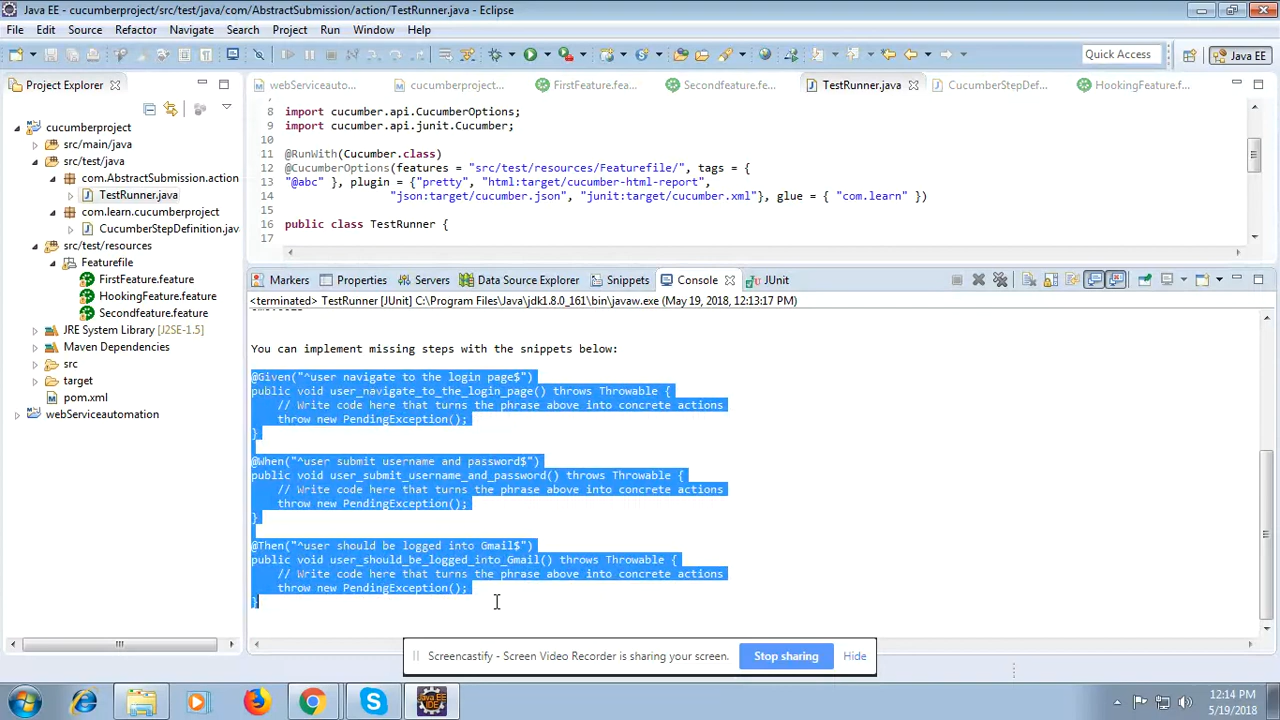 Java EE - cucumberproject/src/test/java/com/AbstractSubmission/action/TestRunner.java - Eclipse
File Edit Source Refactor Navigate Search Project Run Window Help
Quick Access
Java EE
Project Explorer
cucumberproject
src/main/java
src/test/java
com.AbstractSubmission.action
TestRunner.java
com.learn.cucumberproject
CucumberStepDefinition.jav
src/test/resources
Featurefile
FirstFeature.feature
HookingFeature.feature
Secondfeature.feature
JRE System Library [J2SE-1.5]
Maven Dependencies
src
target
pom.xml
webServiceautomation
webServiceauto... cucumberproject... FirstFeature.fea... Secondfeature.fe... TestRunner.java CucumberStepDef... HookingFeature.f...
8 import cucumber.api.CucumberOptions;
9 import cucumber.api.junit.Cucumber;
10
11 @RunWith(Cucumber.class)
12 @CucumberOptions(features = "src/test/resources/Featurefile/", tags = {
13 "@abc" }, plugin = {"pretty", "html:target/cucumber-html-report",
14 "json:target/cucumber.json", "junit:target/cucumber.xml"}, glue = { "com.learn" })
15
16 public class TestRunner {
17
Markers Properties Servers Data Source Explorer Snippets Console JUnit
<terminated> TestRunner [JUnit] C:\Program Files\Java\jdk1.8.0_161\bin\javaw.exe (May 19, 2018, 12:13:17 PM)
You can implement missing steps with the snippets below:
@Given("^user navigate to the login page$")
public void user_navigate_to_the_login_page() throws Throwable {
// Write code here that turns the phrase above into concrete actions
throw new PendingException();
}
@When("^user submit username and password$")
public void user_submit_username_and_password() throws Throwable {
// Write code here that turns the phrase above into concrete actions
throw new PendingException();
}
@Then("^user should be logged into Gmail$")
public void user_should_be_logged_into_Gmail() throws Throwable {
// Write code here that turns the phrase above into concrete actions
throw new PendingException();
}
Screencastify - Screen Video Recorder is sharing your screen. Stop sharing Hide
Java EE
IDE
12:14 PM
5/19/2018